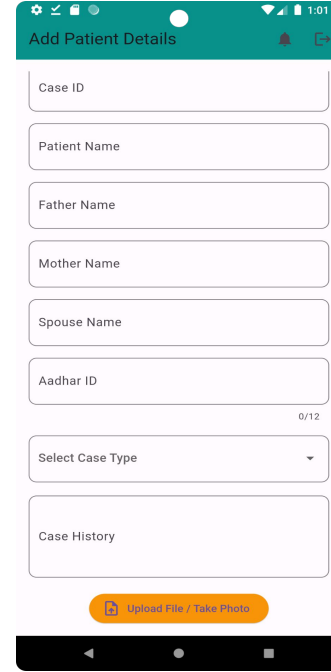 1:01
Add Patient Details
Case ID
Patient Name
Father Name
Mother Name
Spouse Name
Aadhar ID
0/12
Select Case Type
Case History
Upload File / Take Photo